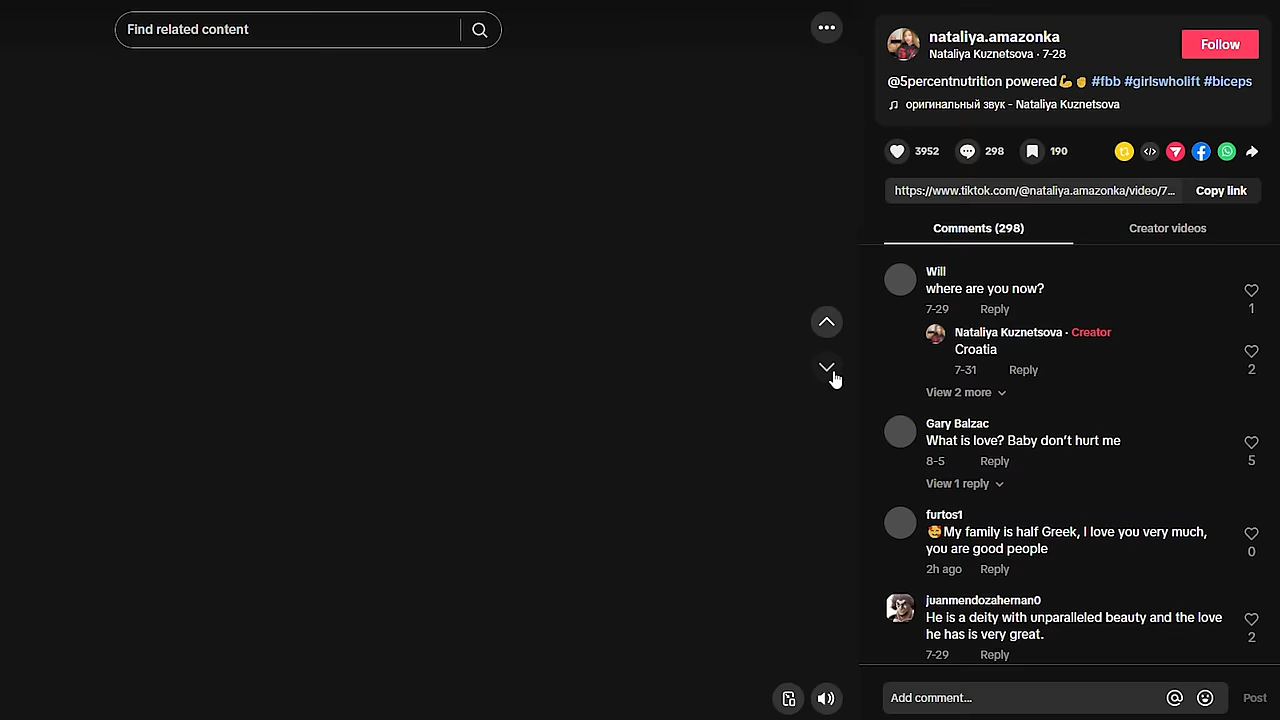 Find related content
nataliya.amazonka
Nataliya Kuznetsova · 7-28
Follow
@5percentnutrition powered💪✊ #fbb #girlswholift #biceps
оригинальный звук - Nataliya Kuznetsova
3952
298
190
https://www.tiktok.com/@nataliya.amazonka/video/7...
Copy link
Comments (298)
Creator videos
Will
where are you now?
7-29 Reply
1
Nataliya Kuznetsova · Creator
Croatia
7-31 Reply
2
View 2 more
Gary Balzac
What is love? Baby don't hurt me
8-5 Reply
5
View 1 reply
furtos1
🥰My family is half Greek, I love you very much,
you are good people
2h ago Reply
0
juanmendozahernan0
He is a deity with unparalleled beauty and the love
he has is very great.
7-29 Reply
2
Add comment...
Post